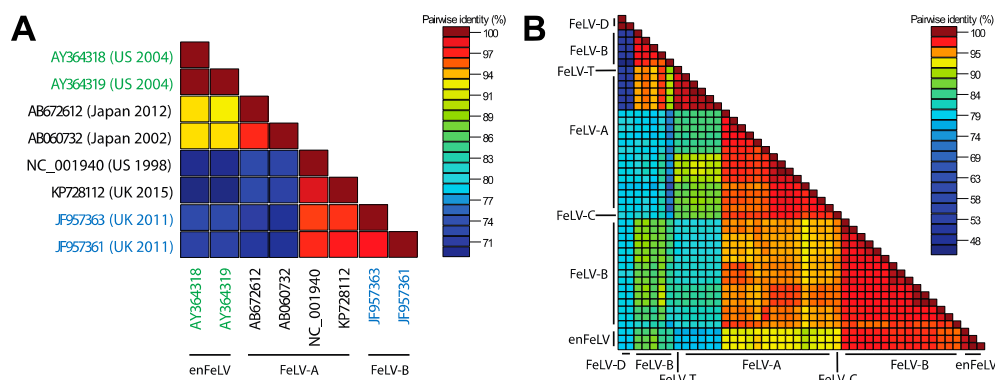 A
Pairwise identity (%)
100
97
94
91
89
86
83
80
77
74
71
AY364318 (US 2004)
AY364319 (US 2004)
AB672612 (Japan 2012)
AB060732 (Japan 2002)
NC_001940 (US 1998)
KP728112 (UK 2015)
JF957363 (UK 2011)
JF957361 (UK 2011)
AY364318
AY364319
AB672612
AB060732
NC_001940
KP728112
JF957363
JF957361
enFeLV
FeLV-A
FeLV-B
B
Pairwise identity (%)
100
95
90
84
79
74
69
63
58
53
48
FeLV-D
FeLV-B
FeLV-T
FeLV-A
FeLV-C
FeLV-B
enFeLV
FeLV-D
FeLV-B
FeLV-T
FeLV-A
FeLV-C
FeLV-B
enFeLV